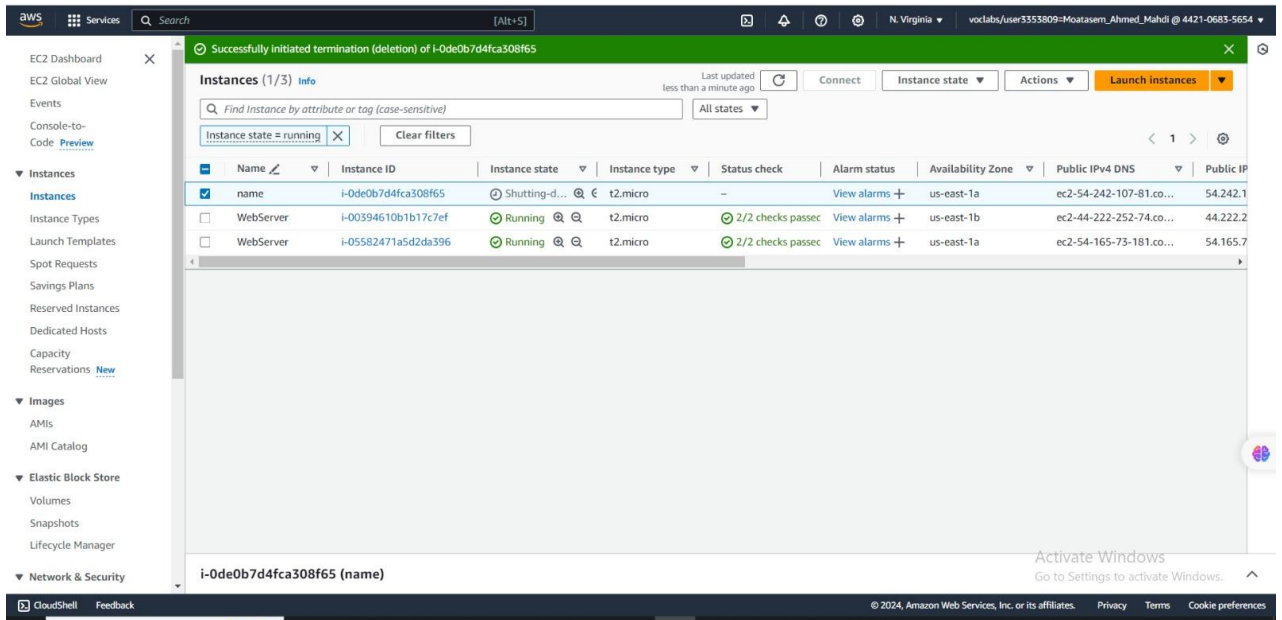 aws Services Search [Alt+S] N. Virginia voclabs/user3353809=Moatasem_Ahmed_Mahdi @ 4421-0683-5654
EC2 Dashboard
EC2 Global View
Events
Console-to-
Code Preview
Instances
Instances
Instance Types
Launch Templates
Spot Requests
Savings Plans
Reserved Instances
Dedicated Hosts
Capacity
Reservations New
Images
AMIs
AMI Catalog
Elastic Block Store
Volumes
Snapshots
Lifecycle Manager
Network & Security
Successfully initiated termination (deletion) of i-0de0b7d4fca308f65
Instances (1/3) Info
Last updated
less than a minute ago
Connect Instance state Actions Launch instances
Find Instance by attribute or tag (case-sensitive) All states
Instance state = running Clear filters 1
Name Instance ID Instance state Instance type Status check Alarm status Availability Zone Public IPv4 DNS Public IP
name i-0de0b7d4fca308f65 Shutting-d... t2.micro – View alarms us-east-1a ec2-54-242-107-81.co... 54.242.1
WebServer i-00394610b1b17c7ef Running t2.micro 2/2 checks passec View alarms us-east-1b ec2-44-222-252-74.co... 44.222.2
WebServer i-05582471a5d2da396 Running t2.micro 2/2 checks passec View alarms us-east-1a ec2-54-165-73-181.co... 54.165.7
i-0de0b7d4fca308f65 (name)
Activate Windows
Go to Settings to activate Windows.
CloudShell Feedback © 2024, Amazon Web Services, Inc. or its affiliates. Privacy Terms Cookie preferences